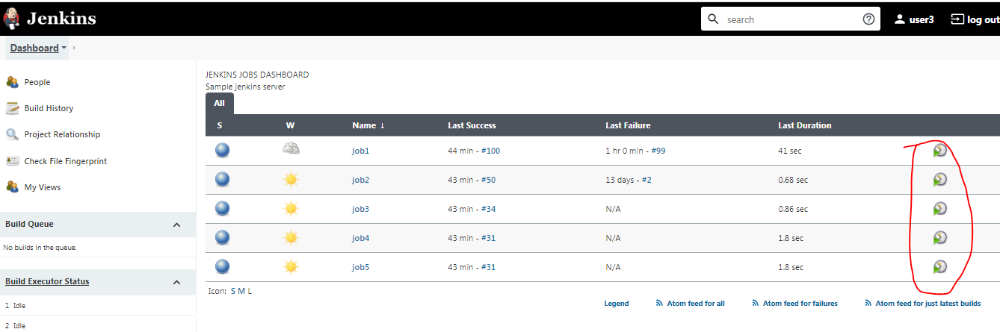 Jenkins
search
user3
log out
Dashboard
People
Build History
Project Relationship
Check File Fingerprint
My Views
Build Queue
No builds in the queue.
Build Executor Status
1 Idle
2 Idle
JENKINS JOBS DASHBOARD
Sample jenkins server
All
S W Name ↓ Last Success Last Failure Last Duration
job1 44 min - #100 1 hr 0 min - #99 41 sec
job2 43 min - #50 13 days - #2 0.68 sec
job3 43 min - #34 N/A 0.86 sec
job4 43 min - #31 N/A 1.8 sec
job5 43 min - #31 N/A 1.8 sec
Icon: S M L
Legend Atom feed for all Atom feed for failures Atom feed for just latest builds